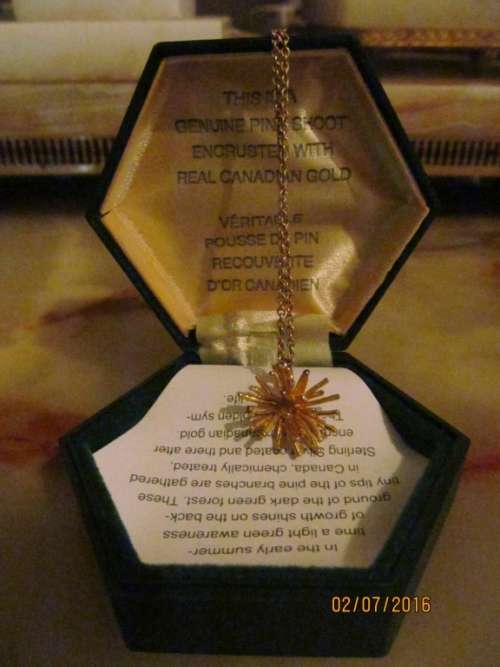 THIS IS A
GENUINE PINE SHOOT
ENCRUSTED WITH
REAL CANADIAN GOLD
VÉRITABLE
POUSSE DE PIN
RECOUVERTE
D'OR CANADIEN
In the early summer-
time a light green awareness
of growth shines on the back-
ground of the dark green forest. These
tiny tips of the pine branches are gathered
in Canada, chemically treated,
Sterling Silver coated and there after
Canadian gold.
sym-
life.
02/07/2016